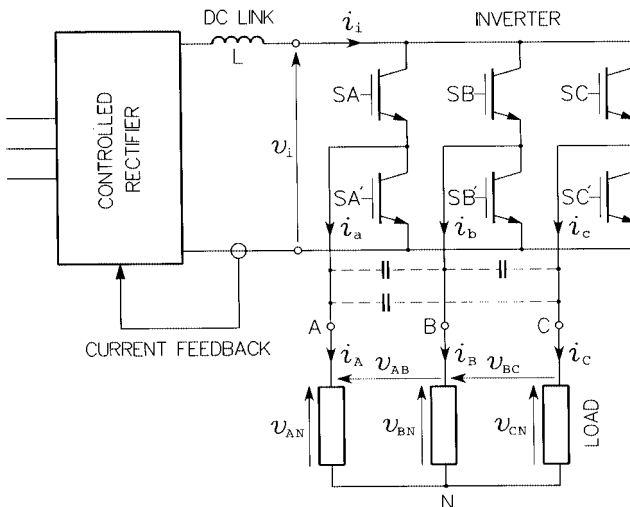 DC LINK
i_i
INVERTER
L
CONTROLLED
RECTIFIER
v_i
SA
SB
SC
SA′
SB′
SC′
i_a
i_b
i_c
A
B
C
CURRENT FEEDBACK
i_A
v_AB
i_B
v_BC
i_C
v_AN
v_BN
v_CN
LOAD
N